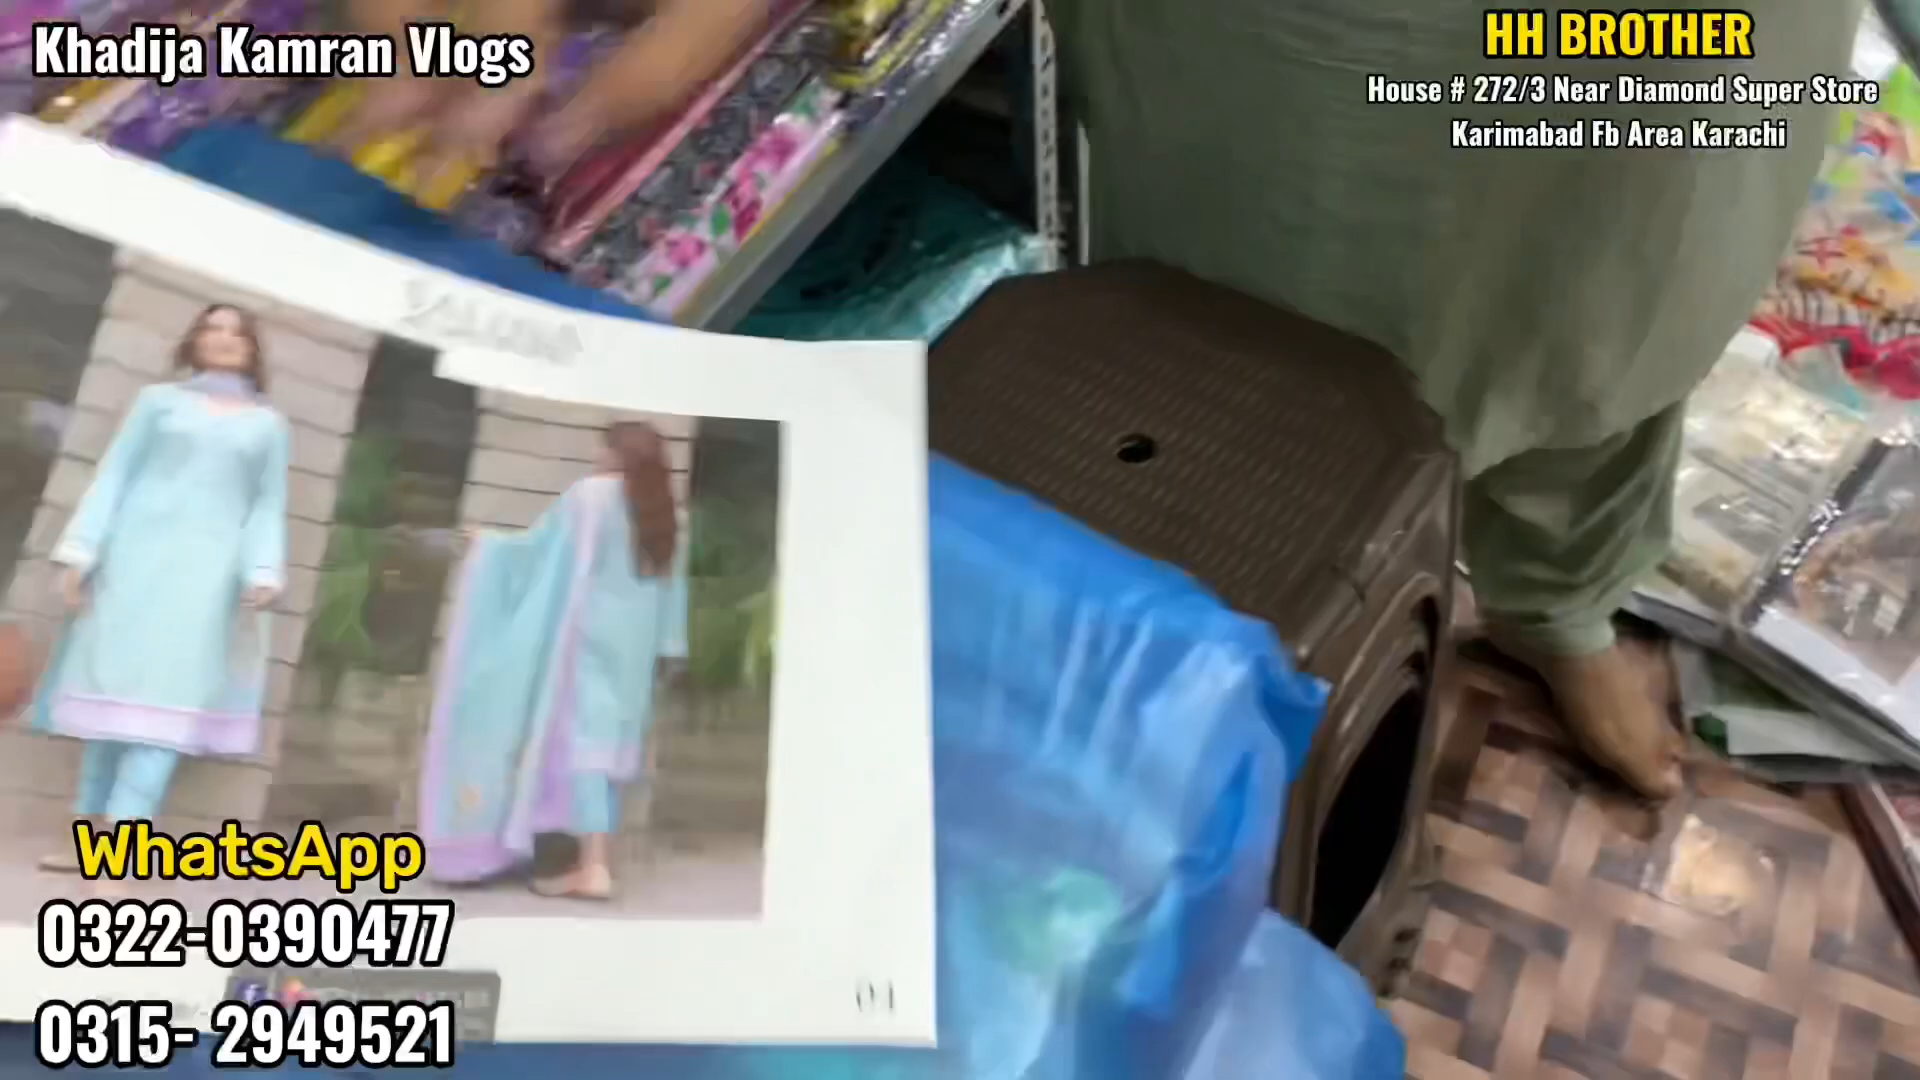 Khadija Kamran Vlogs
HH BROTHER
House # 272/3 Near Diamond Super Store
Karimabad Fb Area Karachi
WhatsApp
0322-0390477
0315- 2949521
01